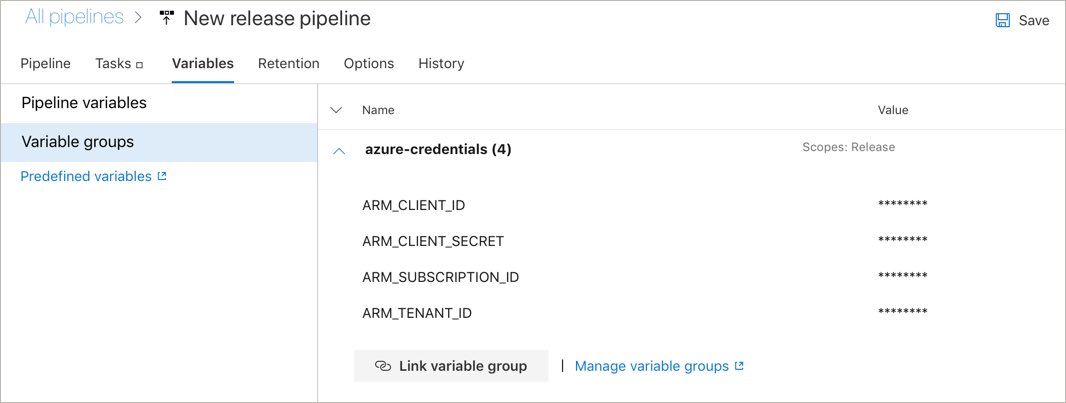 All pipelines > New release pipeline
Save
Pipeline Tasks Variables Retention Options History
Pipeline variables
Variable groups
Predefined variables
Name Value
azure-credentials (4) Scopes: Release
ARM_CLIENT_ID ********
ARM_CLIENT_SECRET ********
ARM_SUBSCRIPTION_ID ********
ARM_TENANT_ID ********
Link variable group | Manage variable groups